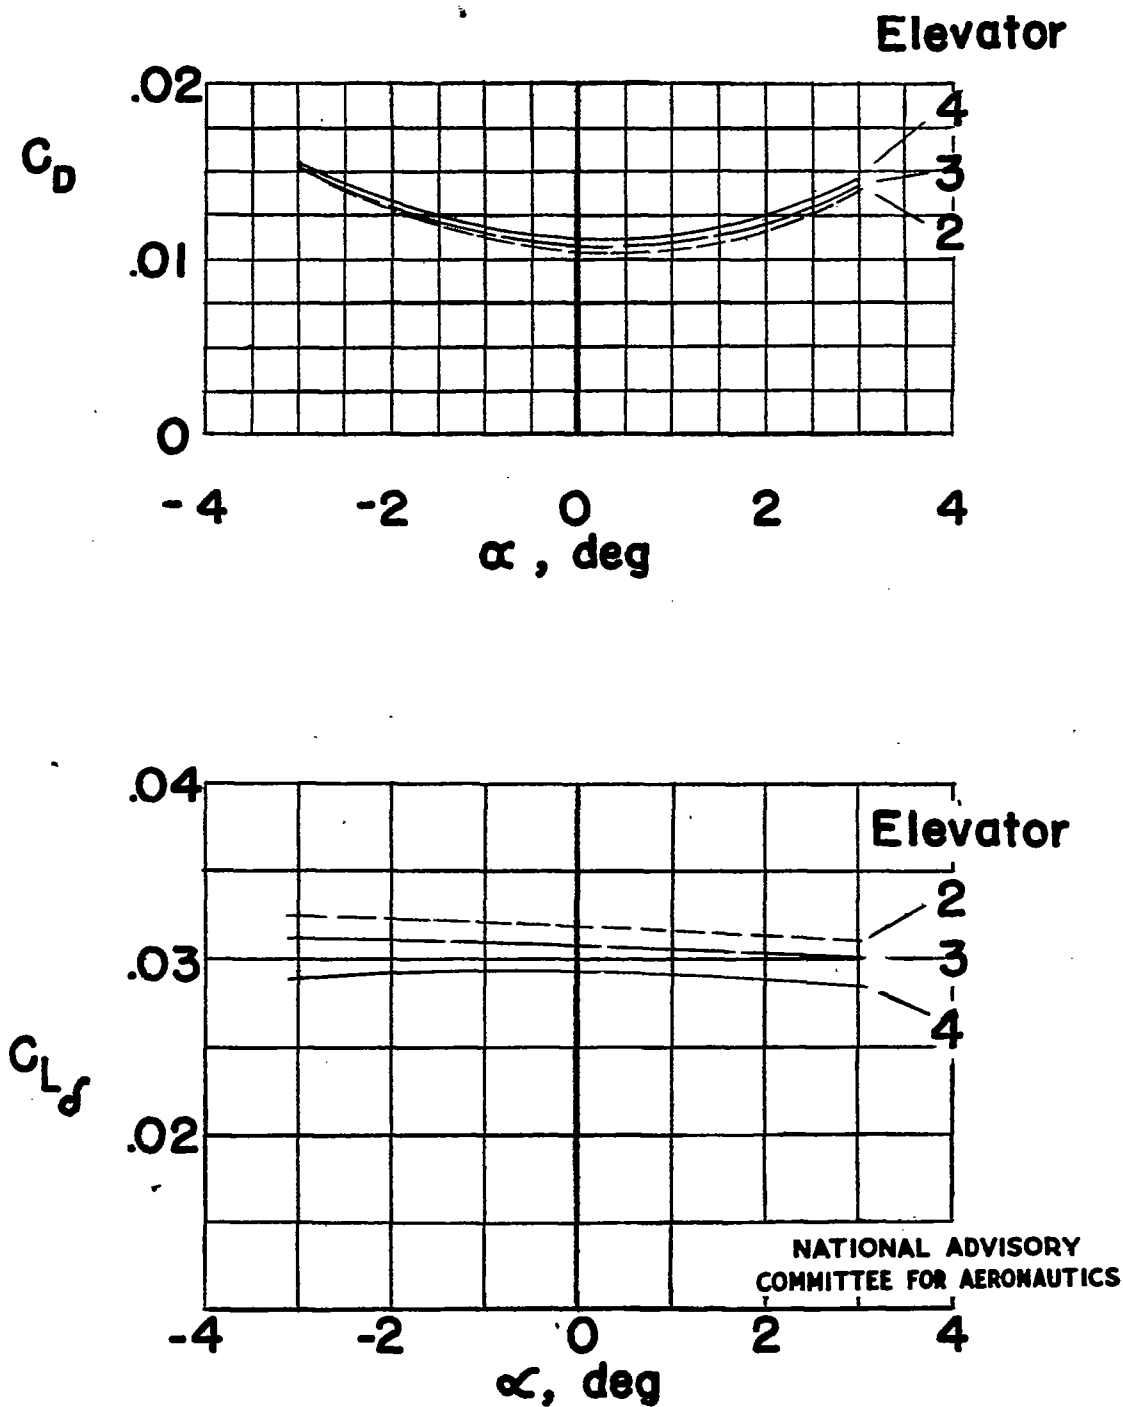 Elevator
.02
4
C_D
3
2
.01
0
-4 -2 0 2 4
α, deg
.04
Elevator
2
.03
3
4
C_Lδ
.02
NATIONAL ADVISORY
COMMITTEE FOR AERONAUTICS
-4 -2 0 2 4
α, deg